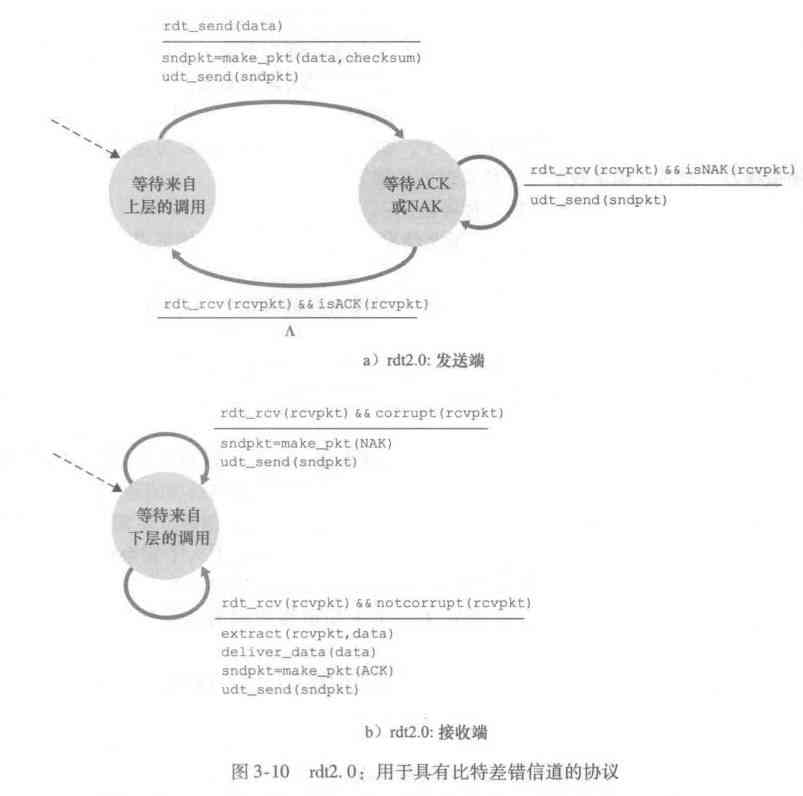 rdt_send(data)
sndpkt=make_pkt(data,checksum)
udt_send(sndpkt)
等待来自
上层的调用
等待ACK
或NAK
rdt_rcv(rcvpkt) && isNAK(rcvpkt)
udt_send(sndpkt)
rdt_rcv(rcvpkt) && isACK(rcvpkt)
Λ
a）rdt2.0: 发送端
rdt_rcv(rcvpkt) && corrupt(rcvpkt)
sndpkt=make_pkt(NAK)
udt_send(sndpkt)
等待来自
下层的调用
rdt_rcv(rcvpkt) && notcorrupt(rcvpkt)
extract(rcvpkt,data)
deliver_data(data)
sndpkt=make_pkt(ACK)
udt_send(sndpkt)
b）rdt2.0: 接收端
图 3-10 rdt2.0：用于具有比特差错信道的协议